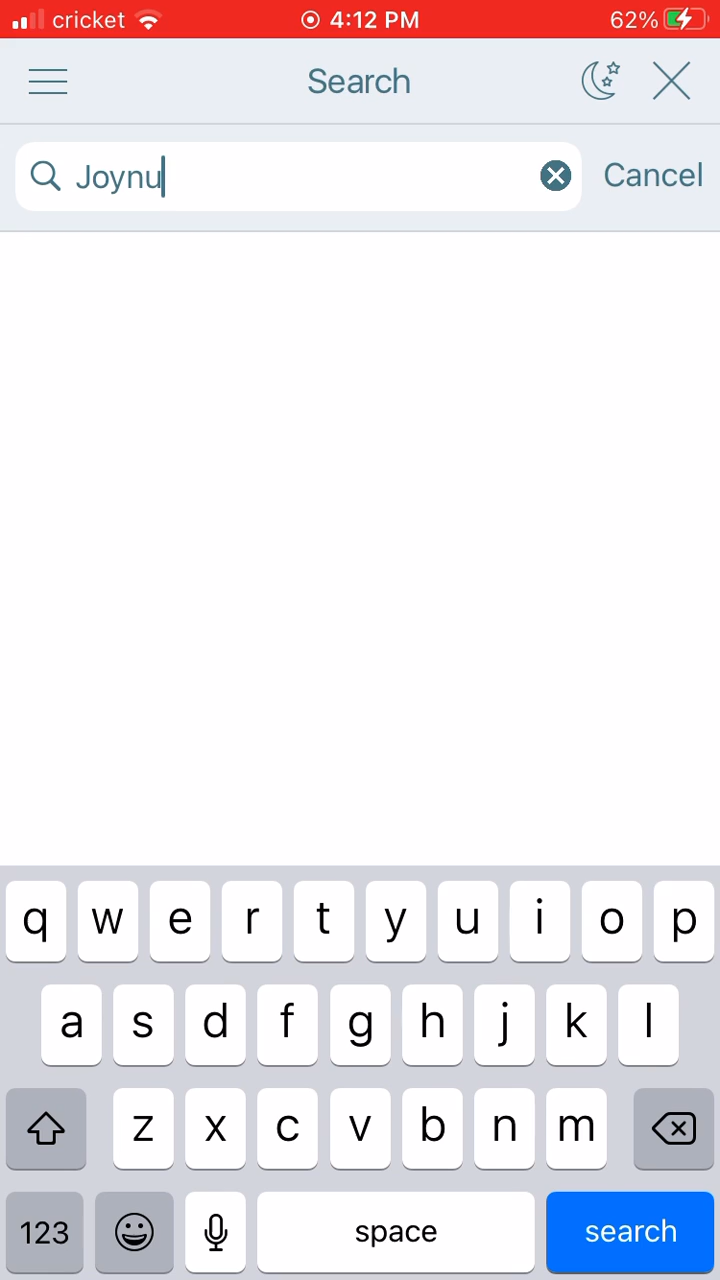 cricket 4:12 PM 62%
Search
Joynu Cancel
q w e r t y u i o p
a s d f g h j k l
z x c v b n m
123 space search